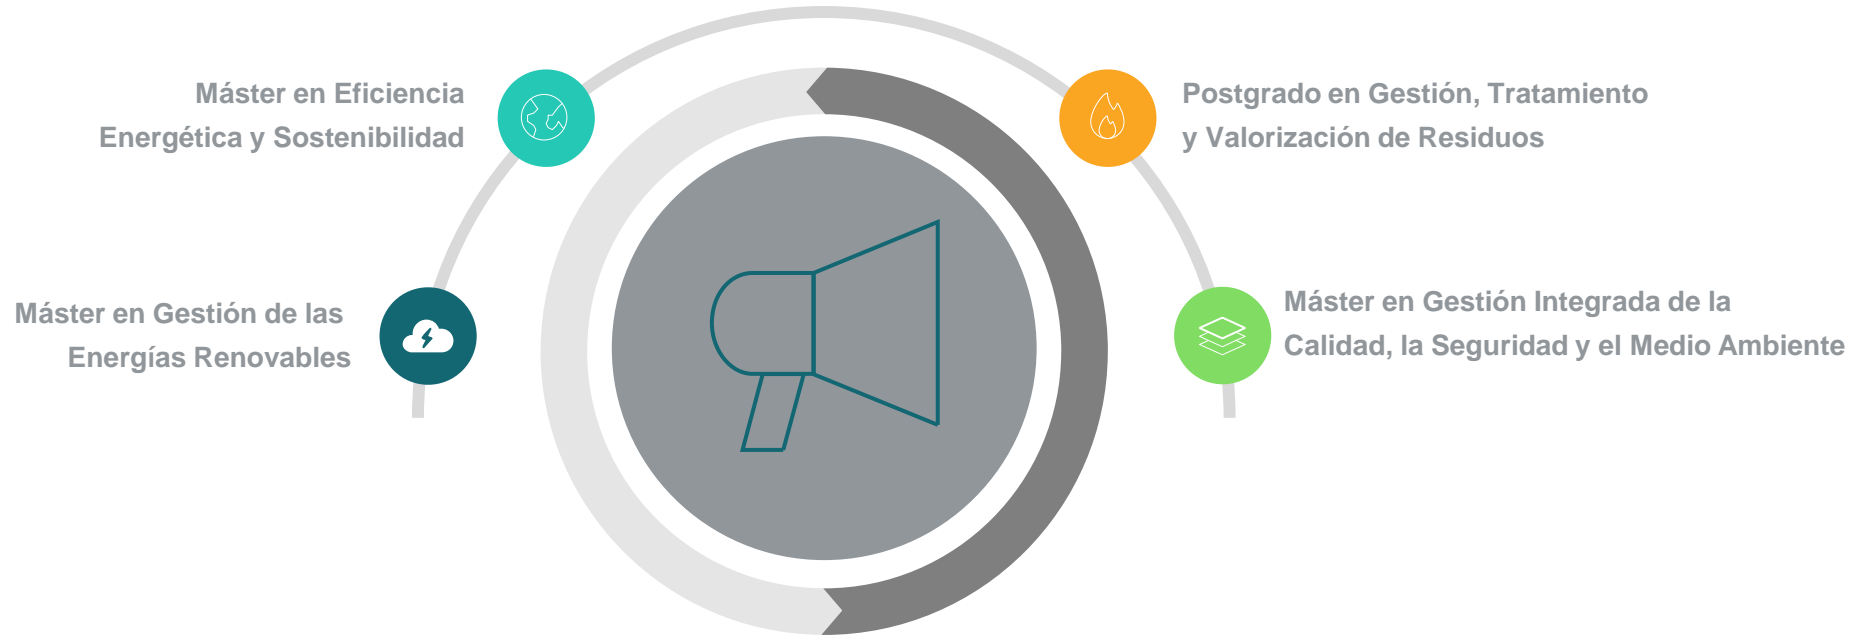 Máster en Eficiencia
Energética y Sostenibilidad
Máster en Gestión de las
Energías Renovables
Postgrado en Gestión, Tratamiento
y Valorización de Residuos
Máster en Gestión Integrada de la
Calidad, la Seguridad y el Medio Ambiente